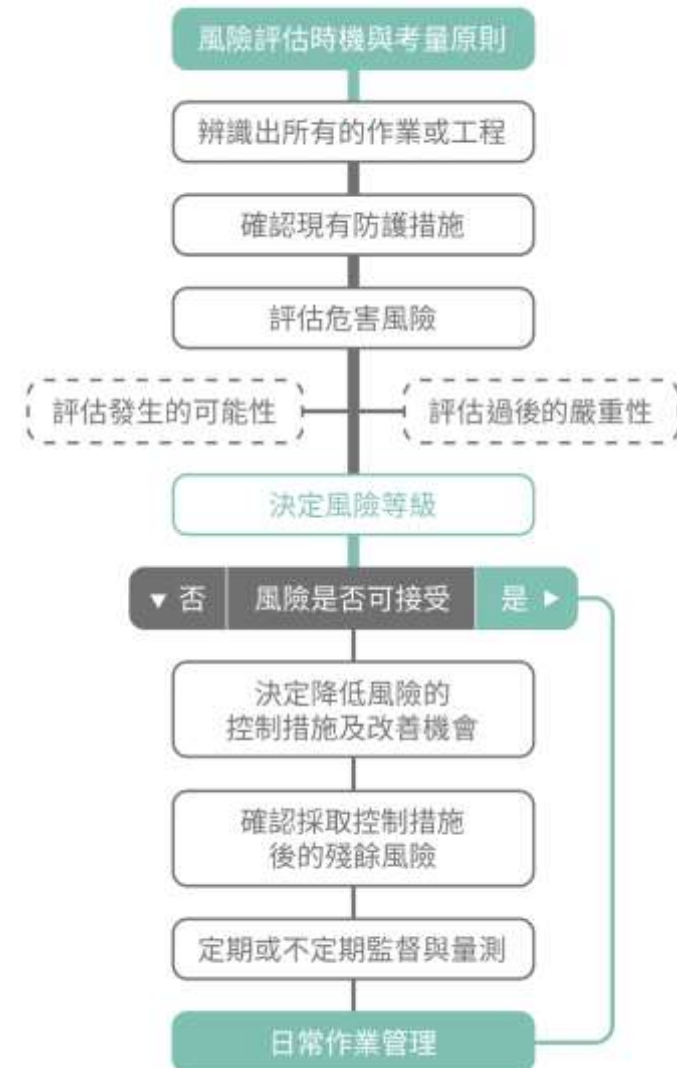 風險評估時機與考量原則
辨識出所有的作業或工程
確認現有防護措施
評估危害風險
評估發生的可能性
評估過後的嚴重性
決定風險等級
▼ 否 風險是否可接受 是 ▶
決定降低風險的
控制措施及改善機會
確認採取控制措施
後的殘餘風險
定期或不定期監督與量測
日常作業管理